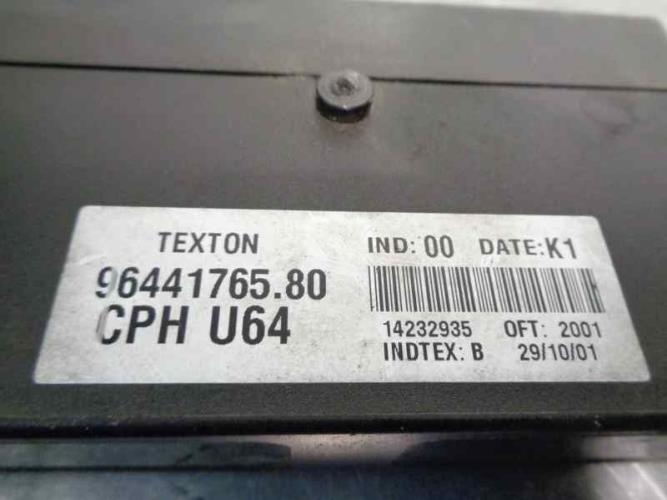 TEXTON
96441765.80
CPH U64
IND: 00 DATE: K1
14232935 OFT: 2001
INDTEX: B 29/10/01